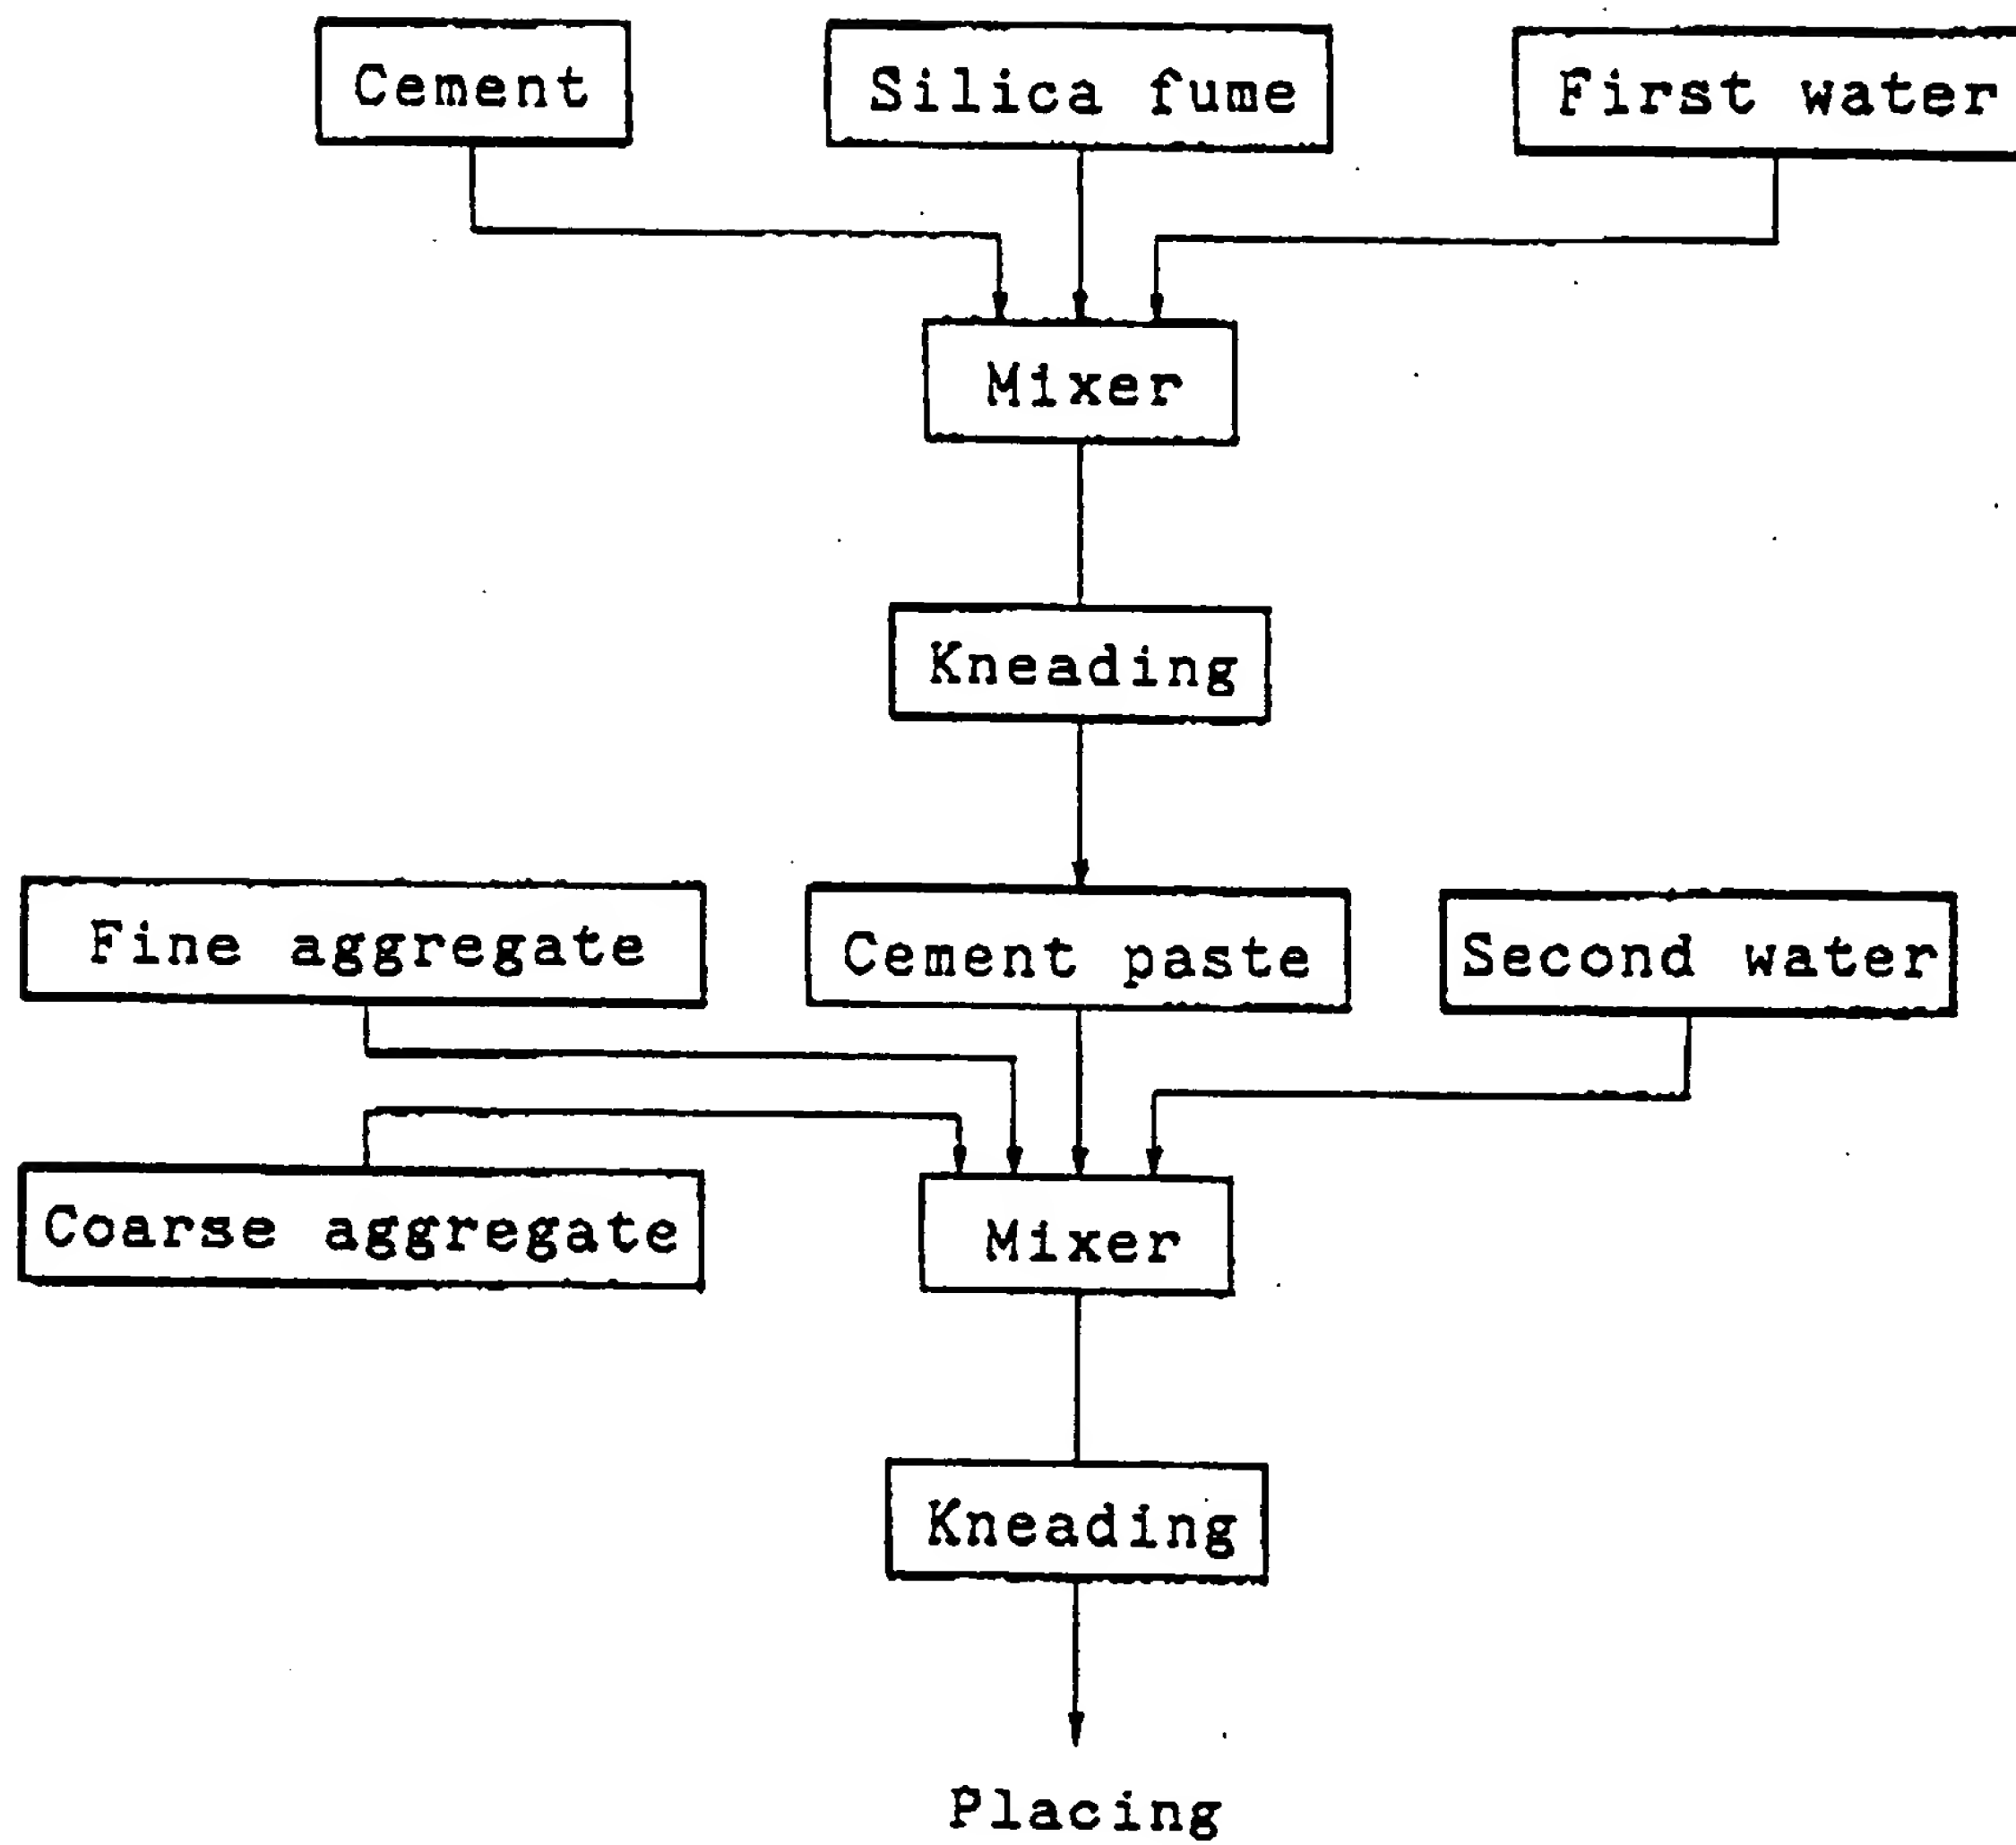 Cement
Silica fume
First water
Mixer
Kneading
Fine aggregate
Cement paste
Second water
Coarse aggregate
Mixer
Kneading
Placing